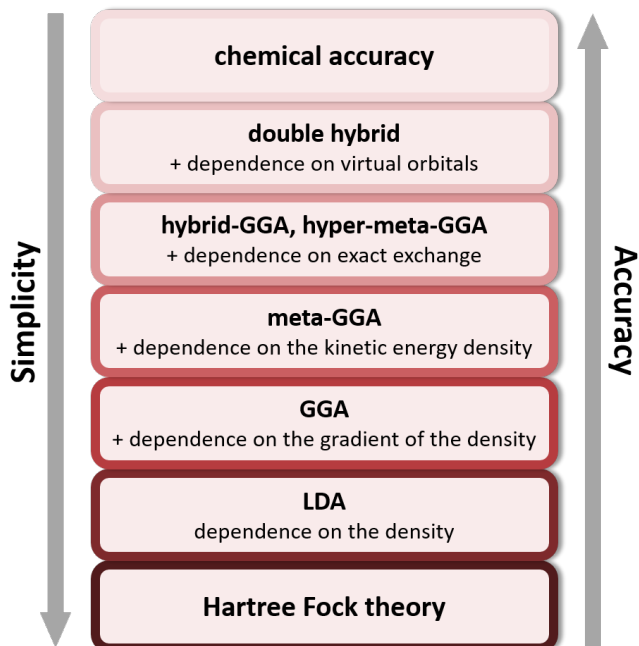 chemical accuracy
double hybrid
+ dependence on virtual orbitals
hybrid-GGA, hyper-meta-GGA
+ dependence on exact exchange
meta-GGA
+ dependence on the kinetic energy density
GGA
+ dependence on the gradient of the density
LDA
dependence on the density
Hartree Fock theory
Simplicity
Accuracy